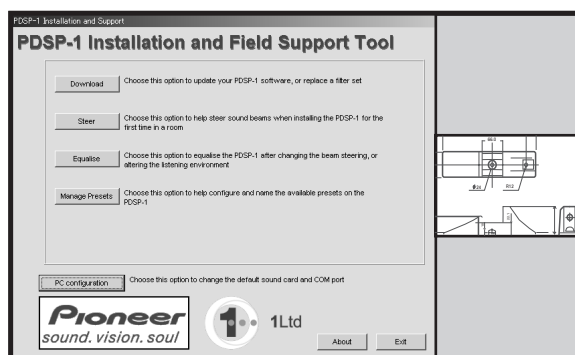 PDSP-1 Installation and Support
PDSP-1 Installation and Field Support Tool
Download
Choose this option to update your PDSP-1 software, or replace a filter set
Steer
Choose this option to help steer sound beams when installing the PDSP-1 for the
first time in a room
Equalise
Choose this option to equalise the PDSP-1 after changing the beam steering, or
altering the listening environment
Manage Presets
Choose this option to help configure and name the available presets on the
PDSP-1
PC configuration
Choose this option to change the default sound card and COM port
Pioneer
sound. vision. soul
1
1Ltd
About
Exit
R12